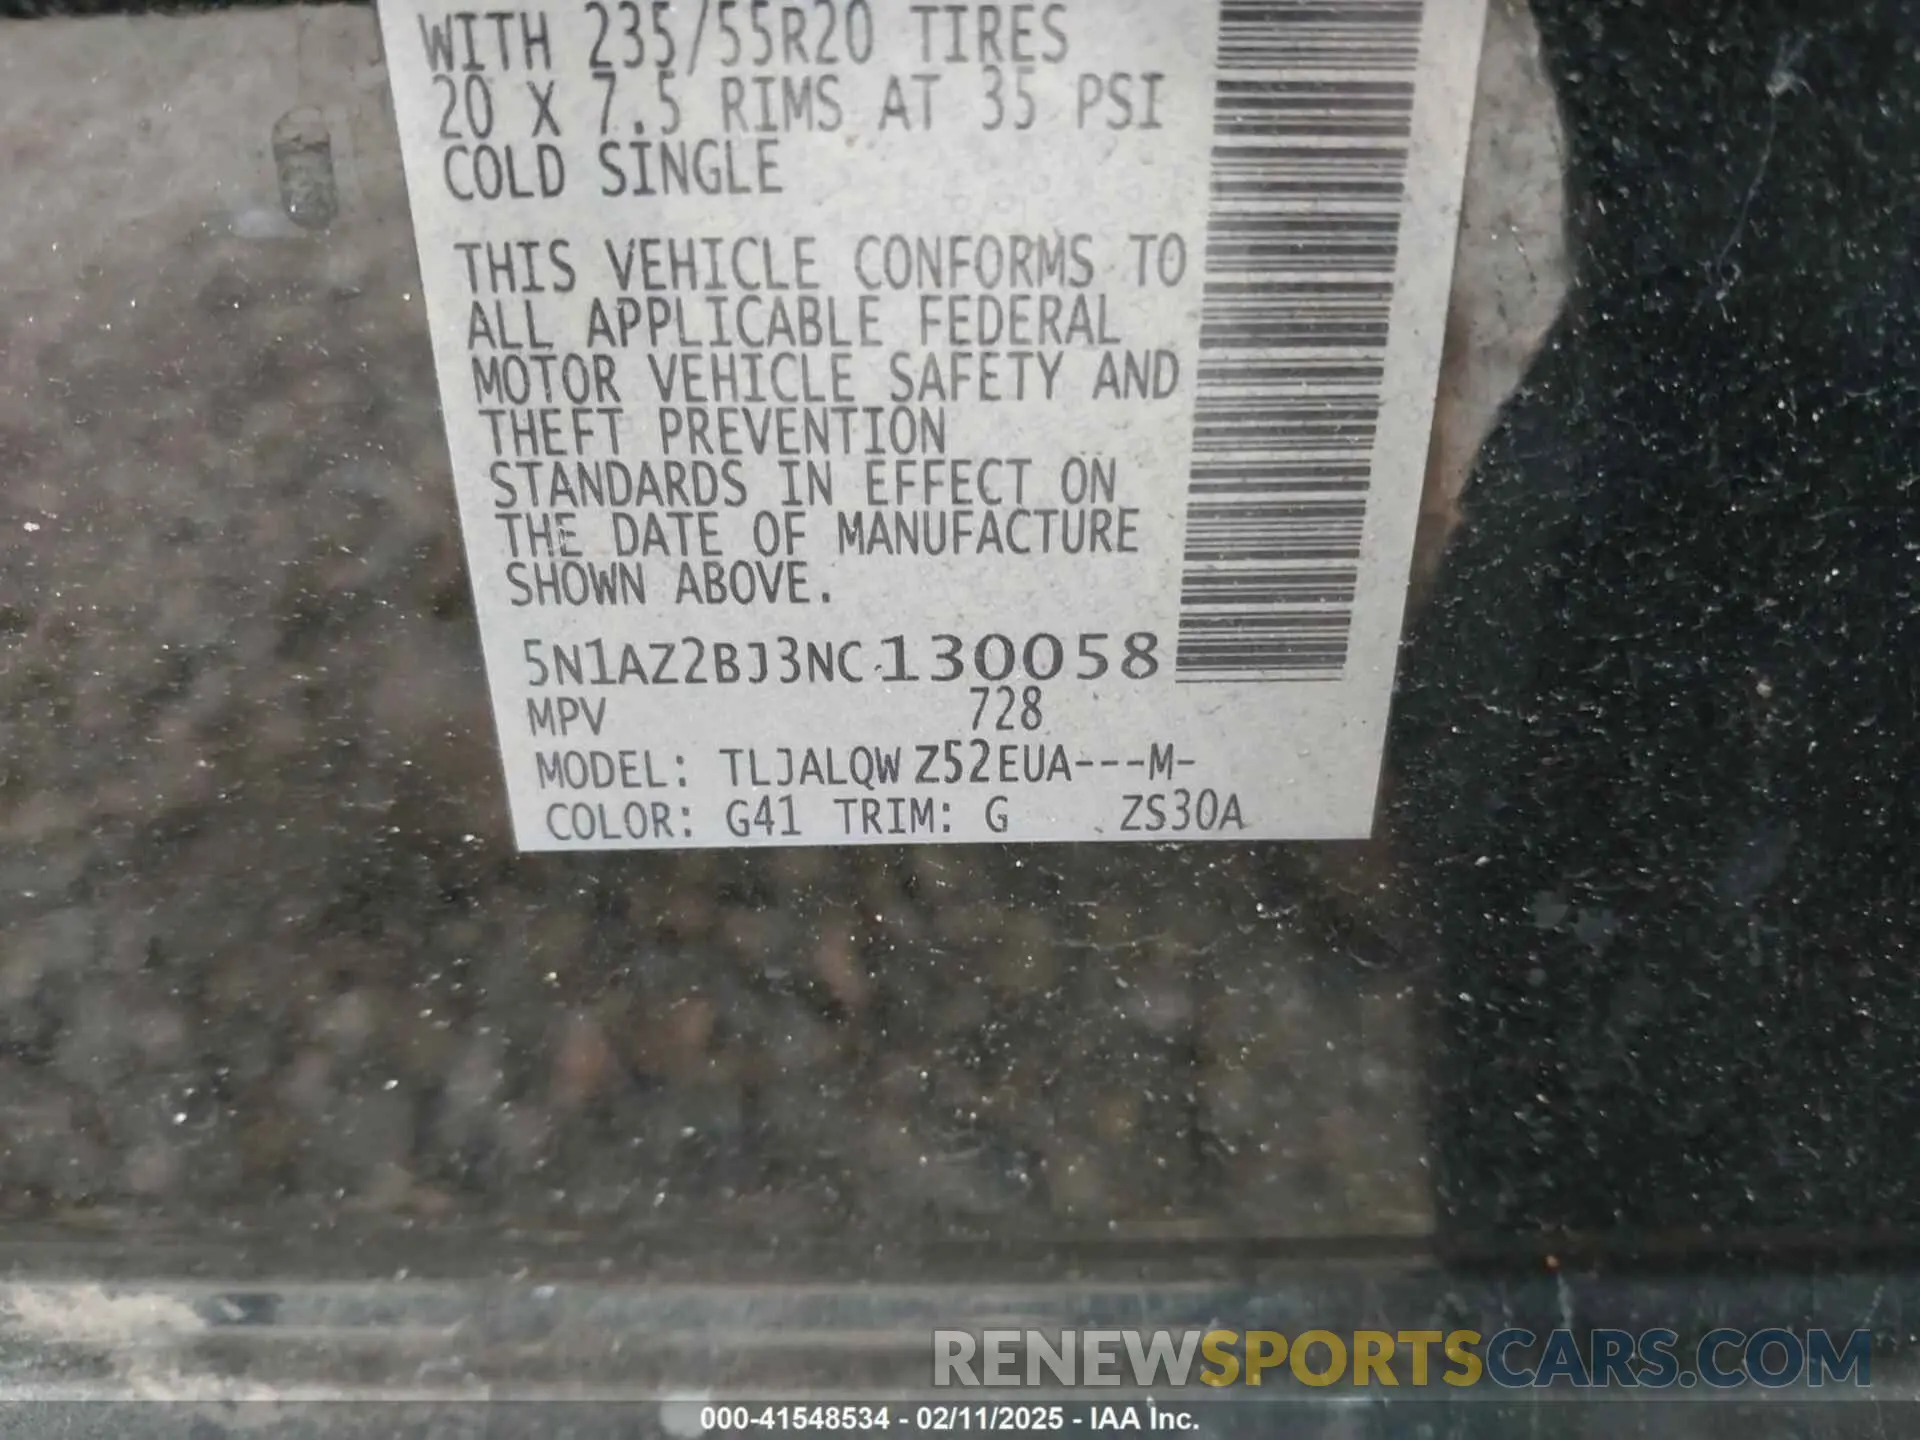 WITH 235/55R20 TIRES
20 X 7.5 RIMS AT 35 PSI
COLD SINGLE
THIS VEHICLE CONFORMS TO
ALL APPLICABLE FEDERAL
MOTOR VEHICLE SAFETY AND
THEFT PREVENTION
STANDARDS IN EFFECT ON
THE DATE OF MANUFACTURE
SHOWN ABOVE.
5N1AZ2BJ3NC130058
MPV 728
MODEL: TLJALQW Z52EUA---M-
COLOR: G41 TRIM: G ZS30A
RENEWSPORTSCARS.COM
000-41548534 - 02/11/2025 - IAA Inc.